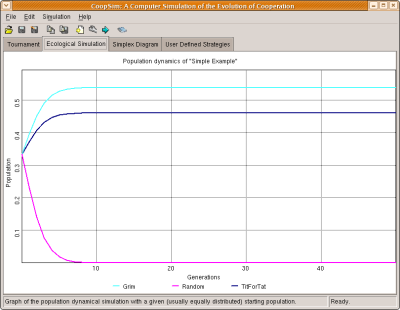 CoopSim: A Computer Simulation of the Evolution of Cooperation
File Edit Simulation Help
Tournament Ecological Simulation Simplex Diagram User Defined Strategies
Population dynamics of "Simple Example"
0.5
0.4
0.3
0.2
0.1
Population
10 20 30 40
Generations
Grim Random TitForTat
Graph of the population dynamical simulation with a given (usually equally distributed) starting population. Ready.